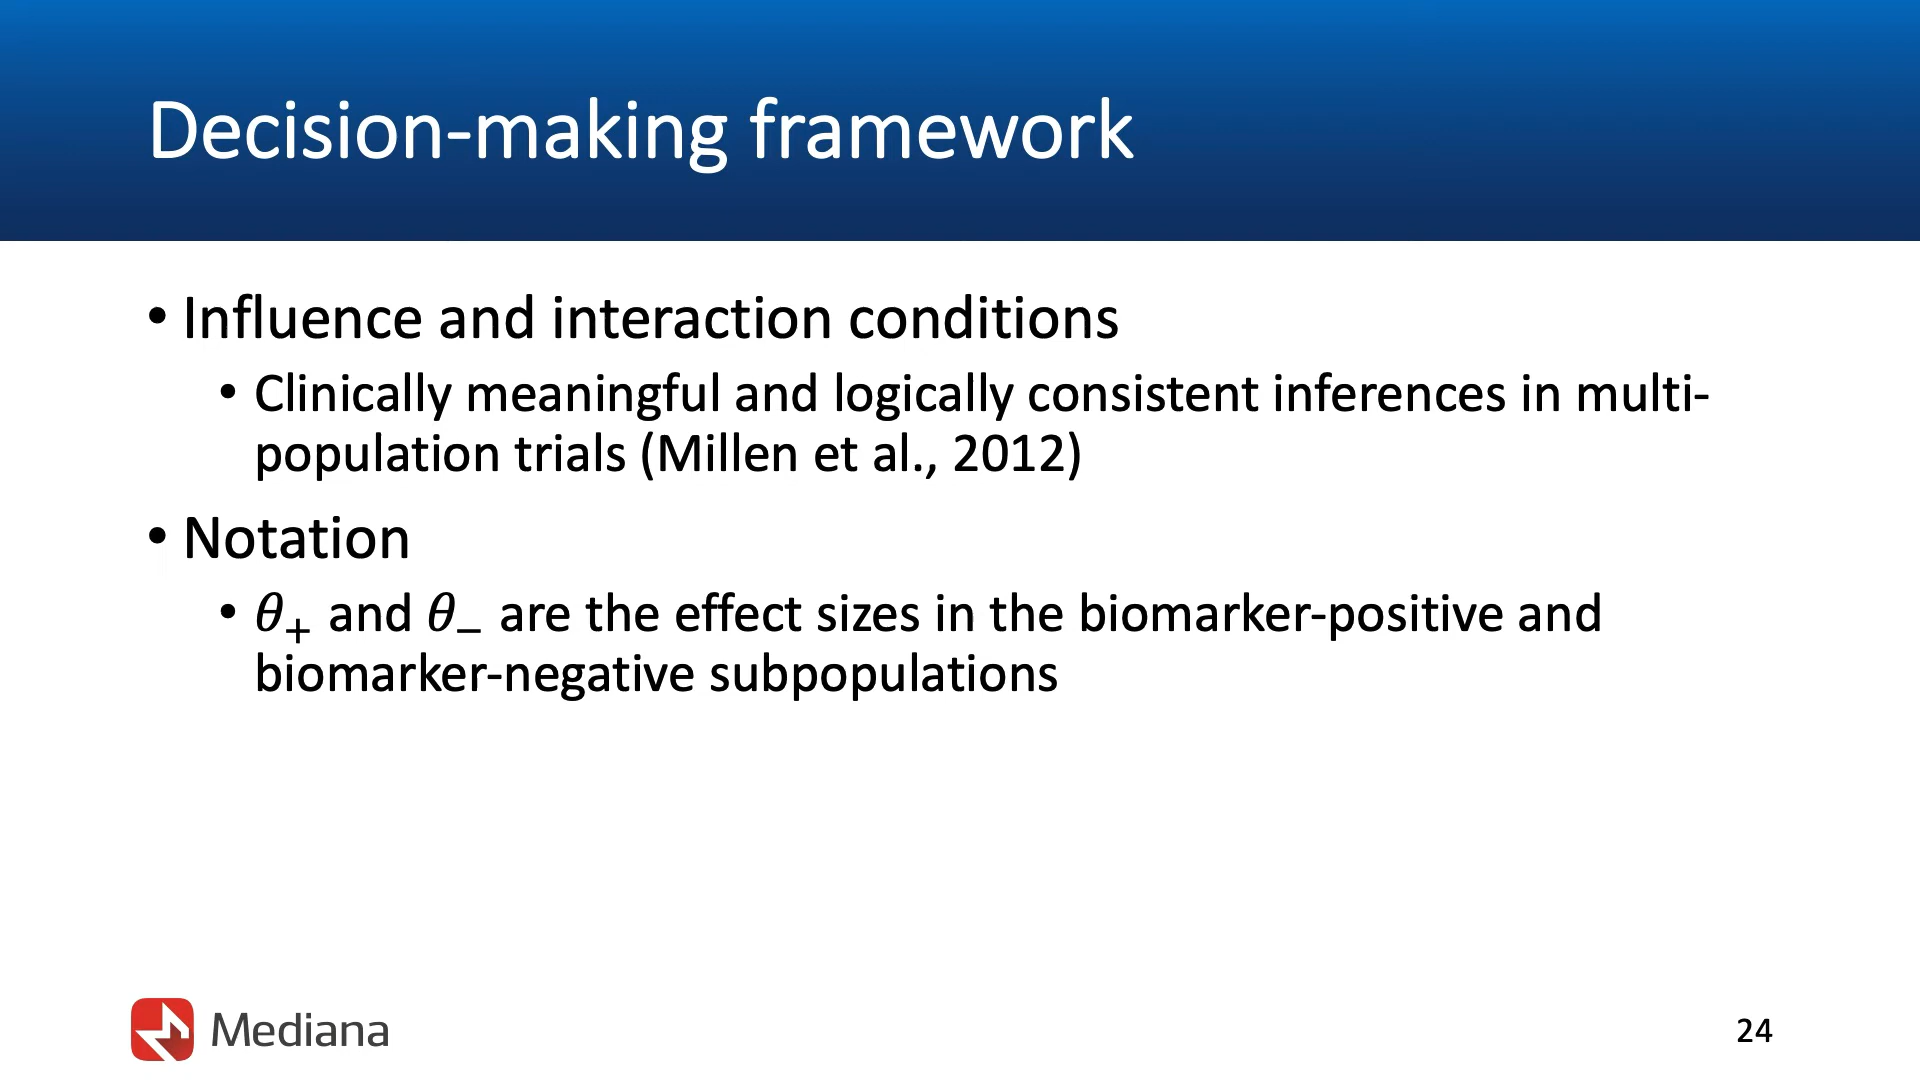 Decision-making framework
• Influence and interaction conditions
• Clinically meaningful and logically consistent inferences in multi-
population trials (Millen et al., 2012)
• Notation
• θ₊ and θ₋ are the effect sizes in the biomarker-positive and
biomarker-negative subpopulations
Mediana
24